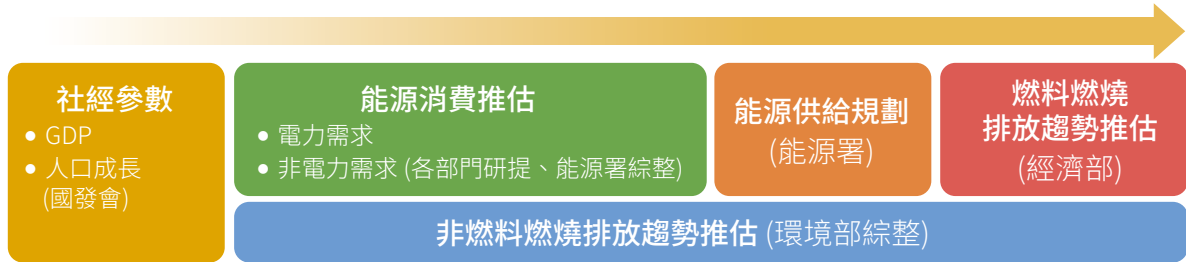 社經參數
• GDP
• 人口成長
(國發會)
能源消費推估
• 電力需求
• 非電力需求 (各部門研提、能源署綜整)
能源供給規劃
(能源署)
燃料燃燒
排放趨勢推估
(經濟部)
非燃料燃燒排放趨勢推估 (環境部綜整)